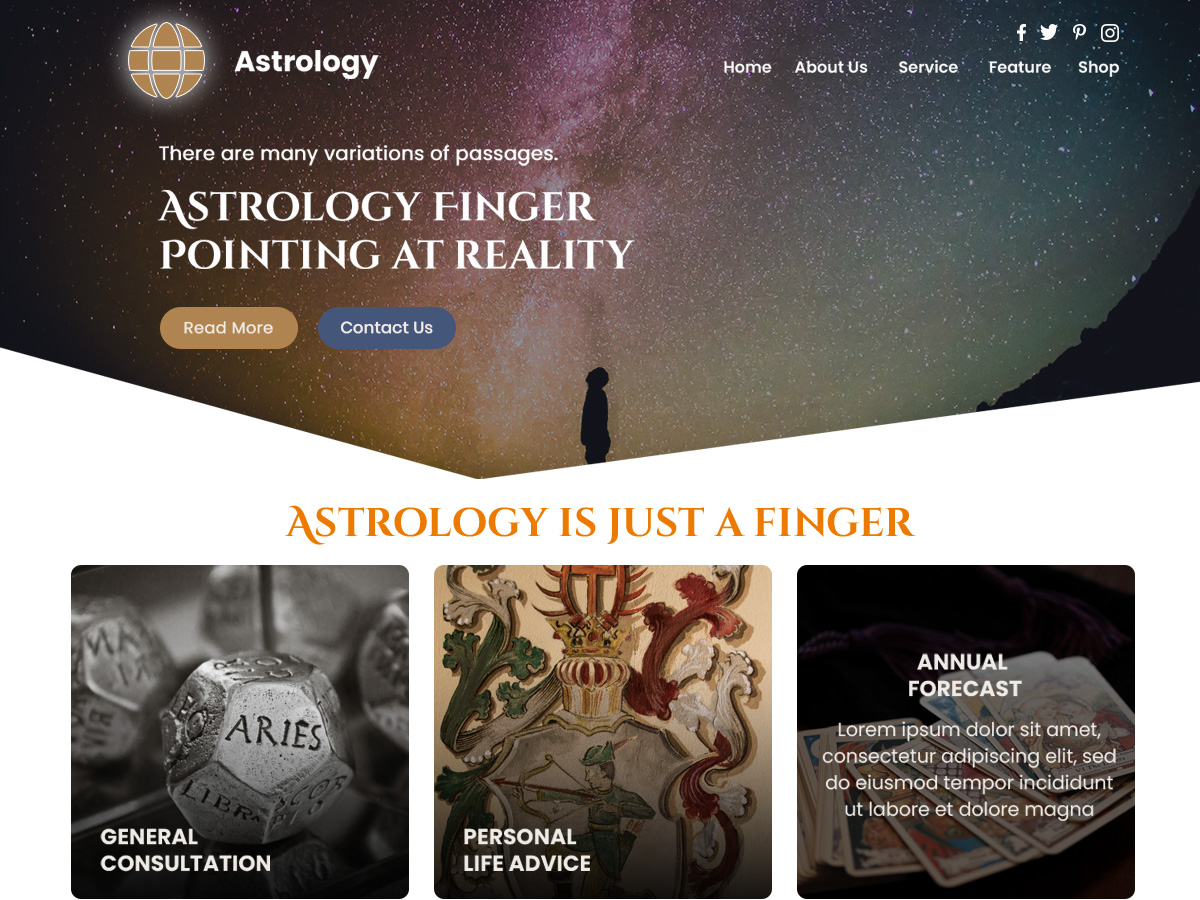 Astrology
Home About Us Service Feature Shop
There are many variations of passages.
Astrology Finger
Pointing at reality
Read More Contact Us
Astrology is just a finger
ARIES
LIBRA
GENERAL
CONSULTATION
PERSONAL
LIFE ADVICE
ANNUAL
FORECAST
Lorem ipsum dolor sit amet,
consectetur adipiscing elit, sed
do eiusmod tempor incididunt
ut labore et dolore magna